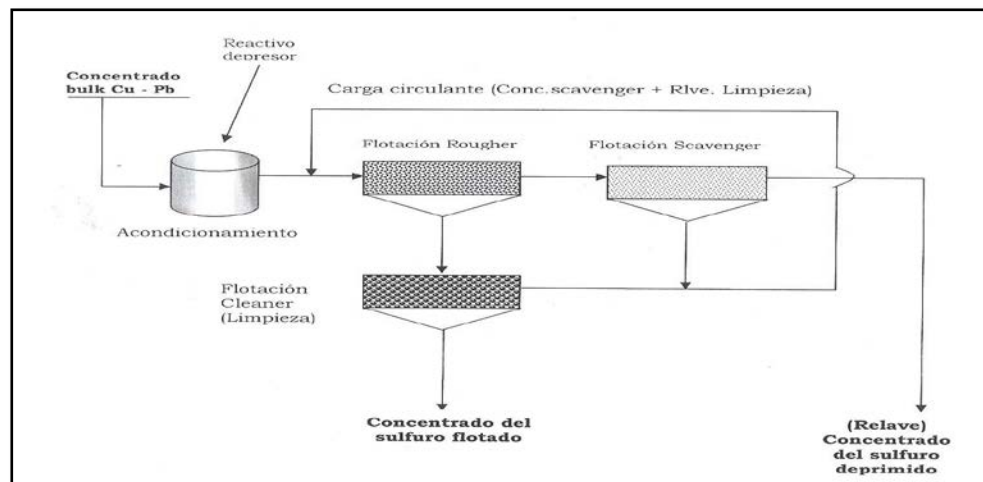 Reactivo
depresor
Concentrado
bulk Cu - Pb
Carga circulante (Conc.scavenger + Rlve. Limpieza)
Flotación Rougher
Flotación Scavenger
Acondicionamiento
Flotación
Cleaner
(Limpieza)
Concentrado del
sulfuro flotado
(Relave)
Concentrado
del sulfuro
deprimido